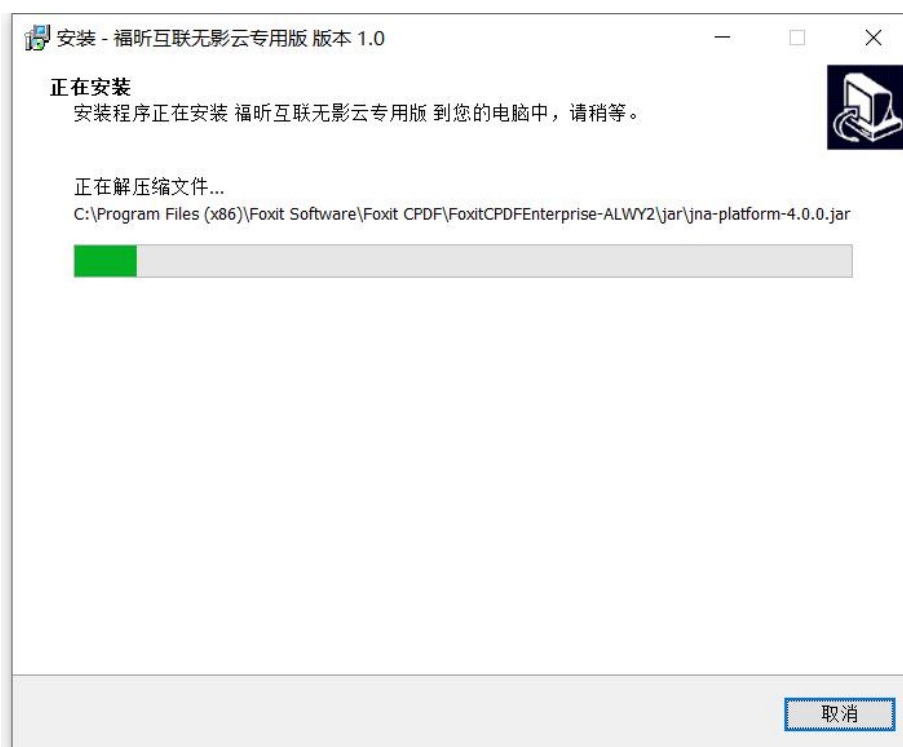 安装 - 福昕互联无影云专用版 版本 1.0
正在安装
安装程序正在安装 福昕互联无影云专用版 到您的电脑中，请稍等。
正在解压缩文件...
C:\Program Files (x86)\Foxit Software\Foxit CPDF\FoxitCPDFEnterprise-ALWY2\jar\jna-platform-4.0.0.jar
取消